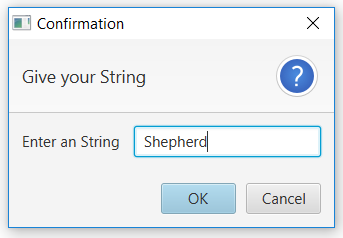 Confirmation
Give your String
?
Enter an String Shepherd
OK Cancel